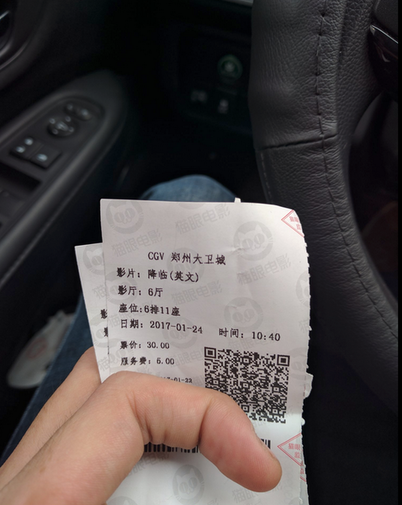 CGV 郑州大卫城
影片: 降临(英文)
影厅: 6厅
座位:6排11座
日期: 2017-01-24 时间: 10:40
票价: 30.00
服务费: 5.00